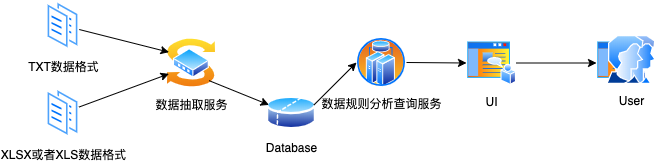 TXT数据格式
XLSX或者XLS数据格式
数据抽取服务
Database
数据规则分析查询服务
UI
User